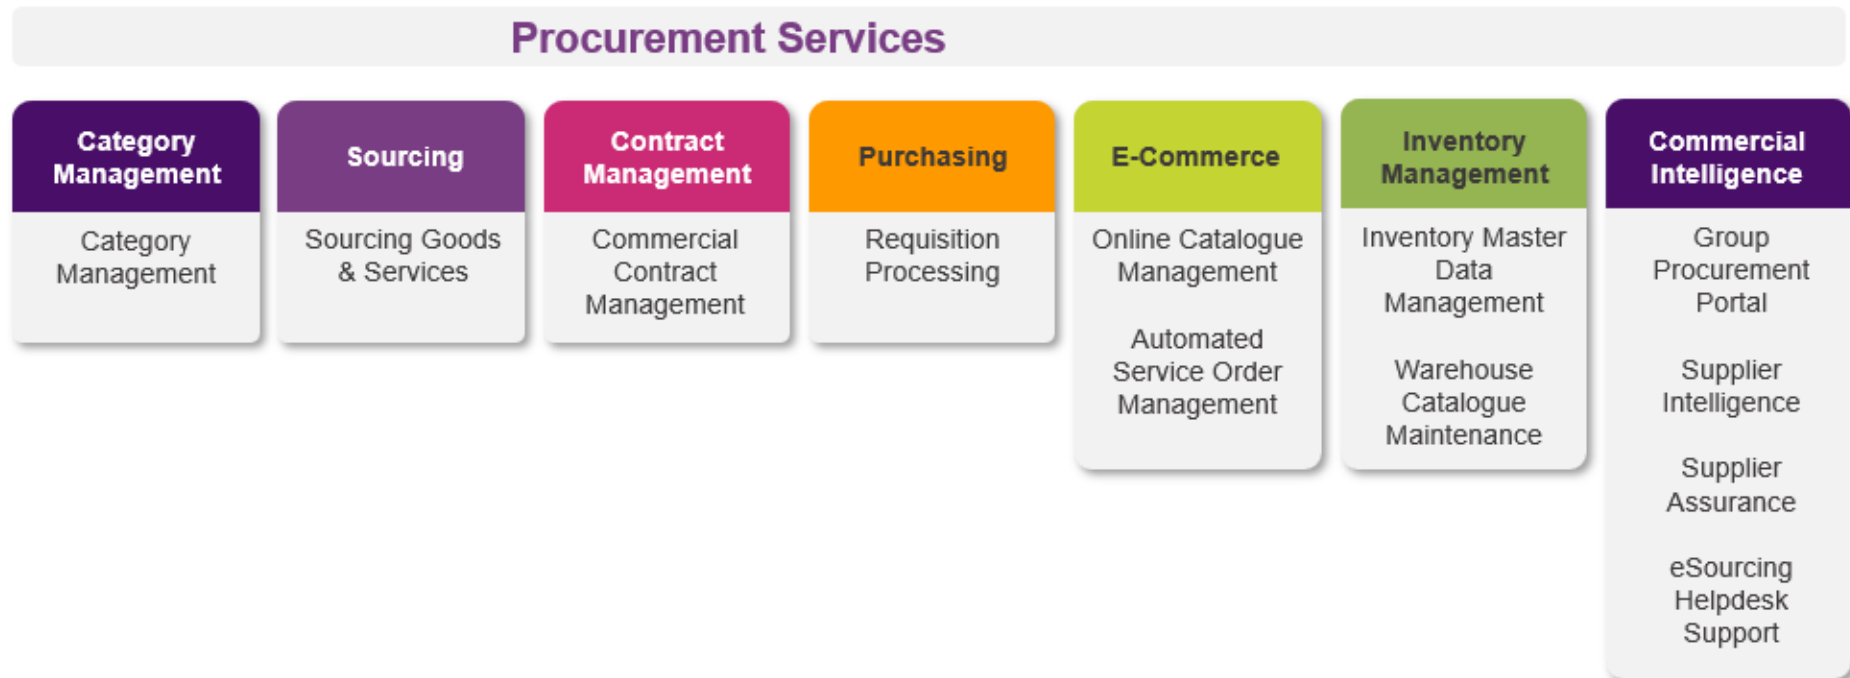 Procurement Services
Category
Management
Category
Management
Sourcing
Sourcing Goods
& Services
Contract
Management
Commercial
Contract
Management
Purchasing
Requisition
Processing
E-Commerce
Online Catalogue
Management
Automated
Service Order
Management
Inventory
Management
Inventory Master
Data
Management
Warehouse
Catalogue
Maintenance
Commercial
Intelligence
Group
Procurement
Portal
Supplier
Intelligence
Supplier
Assurance
eSourcing
Helpdesk
Support